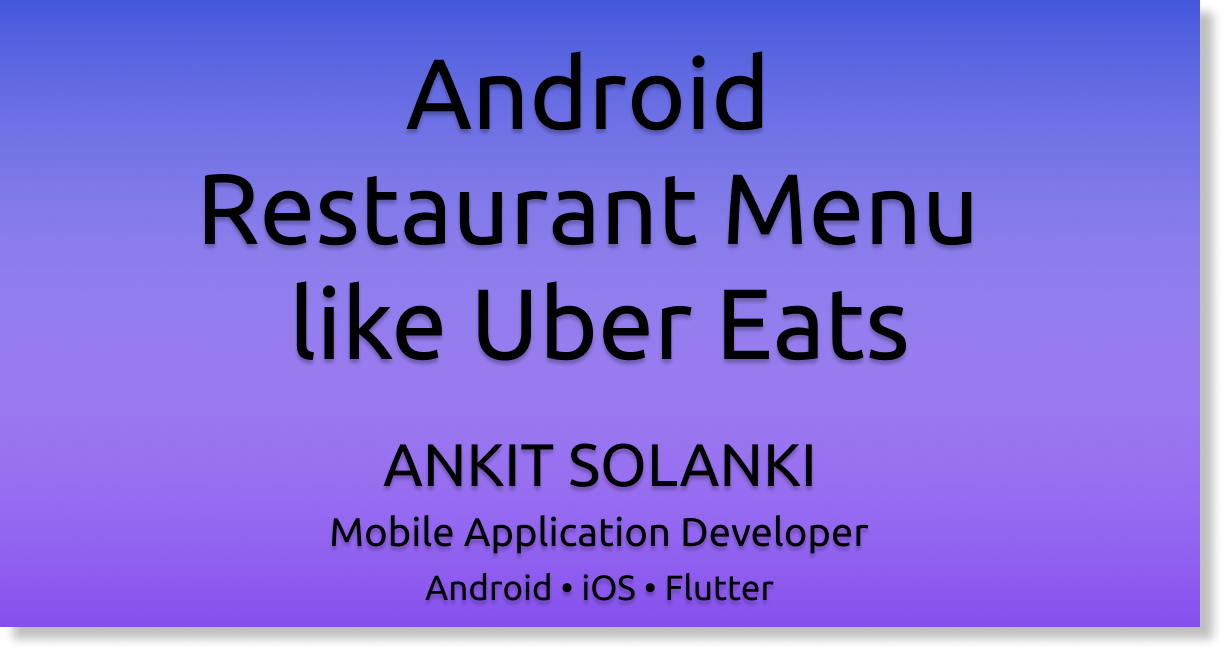 Android
Restaurant Menu
like Uber Eats
ANKIT SOLANKI
Mobile Application Developer
Android • iOS • Flutter